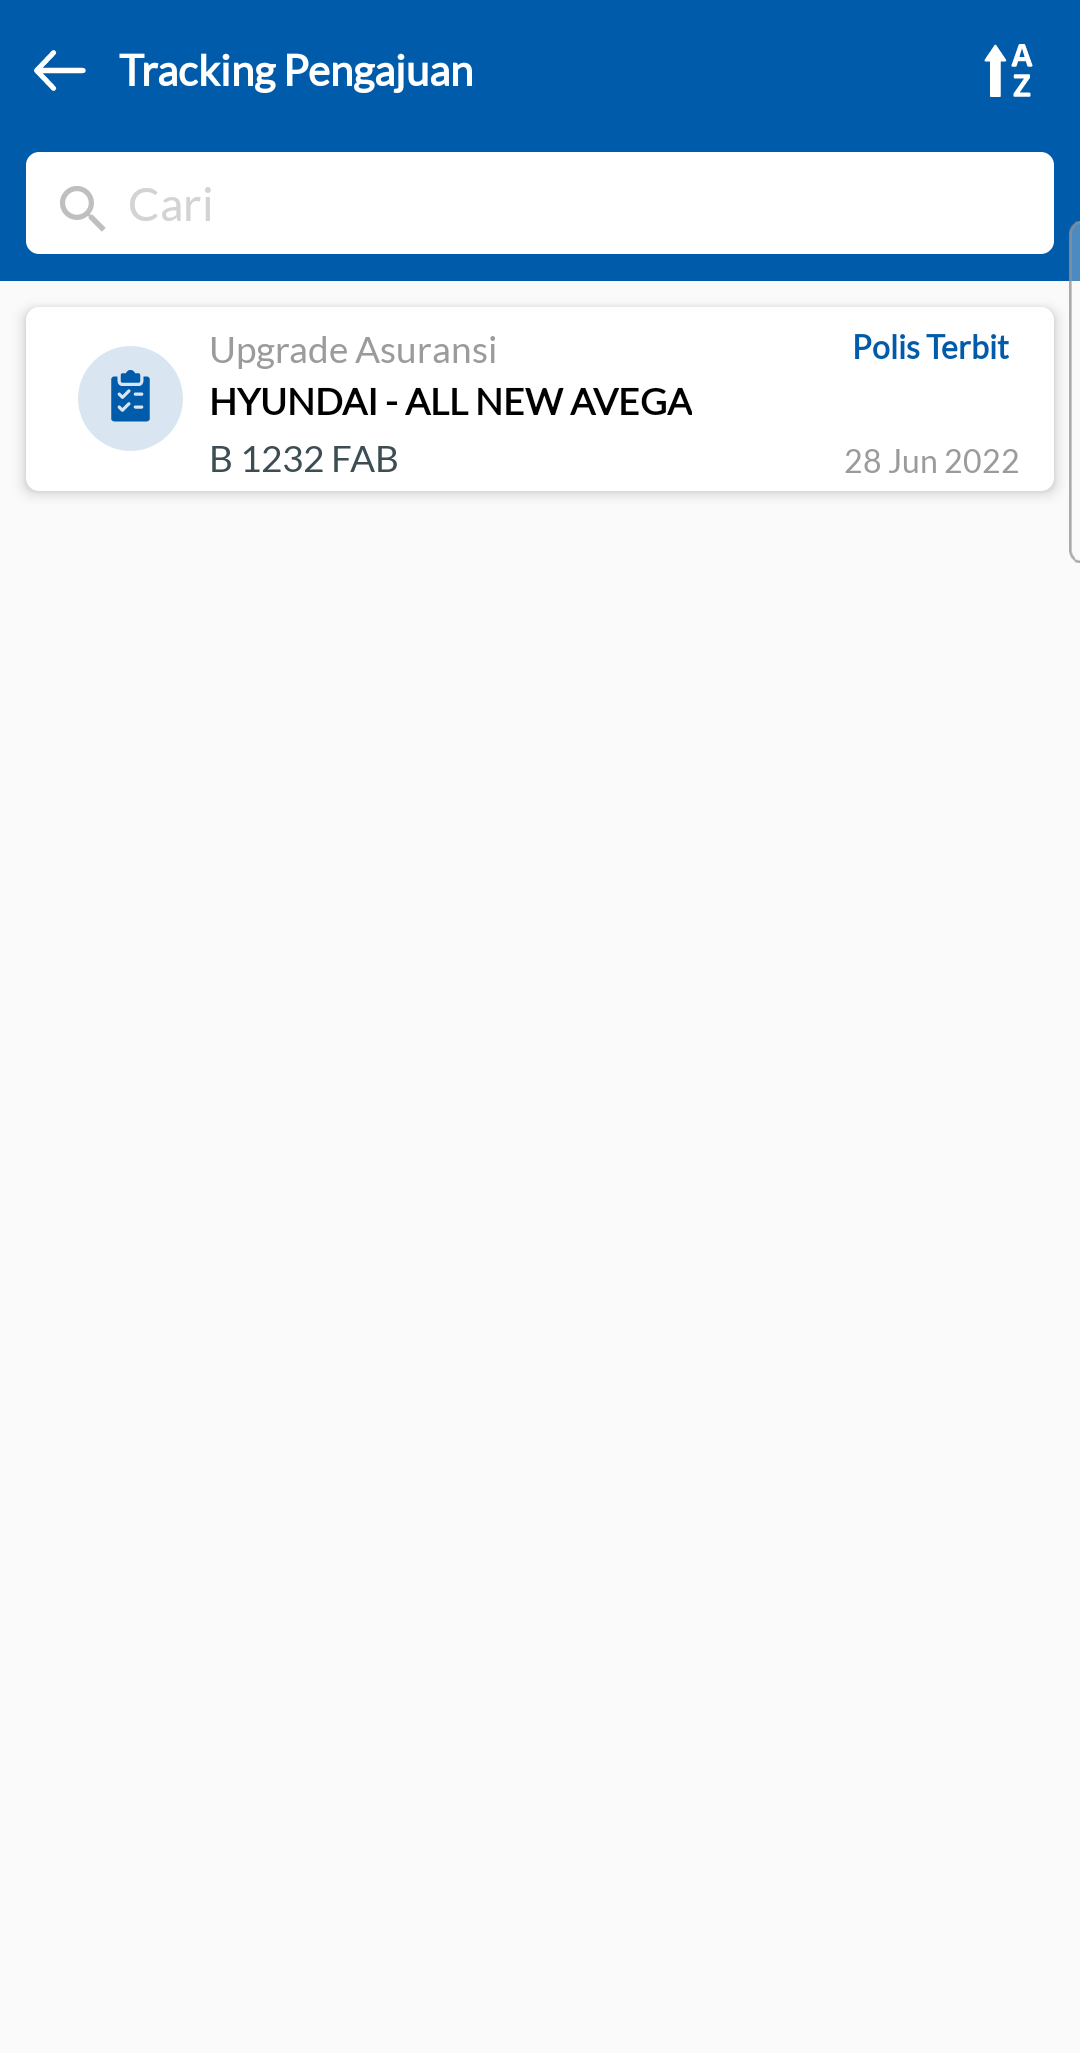 Tracking Pengajuan
A
Z
Cari
Upgrade Asuransi
Polis Terbit
HYUNDAI - ALL NEW AVEGA
B 1232 FAB
28 Jun 2022